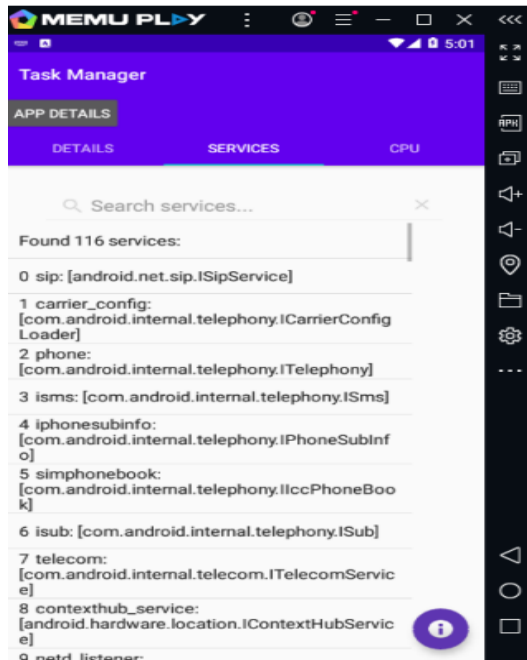 MEMU PLAY
5:01
Task Manager
APP DETAILS
DETAILS SERVICES CPU
Search services...
Found 116 services:
0 sip: [android.net.sip.ISipService]
1 carrier_config:
[com.android.internal.telephony.ICarrierConfig
Loader]
2 phone:
[com.android.internal.telephony.ITelephony]
3 isms: [com.android.internal.telephony.ISms]
4 iphonesubinfo:
[com.android.internal.telephony.IPhoneSubInf
o]
5 simphonebook:
[com.android.internal.telephony.IIccPhoneBoo
k]
6 isub: [com.android.internal.telephony.ISub]
7 telecom:
[com.android.internal.telecom.ITelecomServic
e]
8 contexthub_service:
[android.hardware.location.IContextHubServic
e]
9 netd_listener:
APK